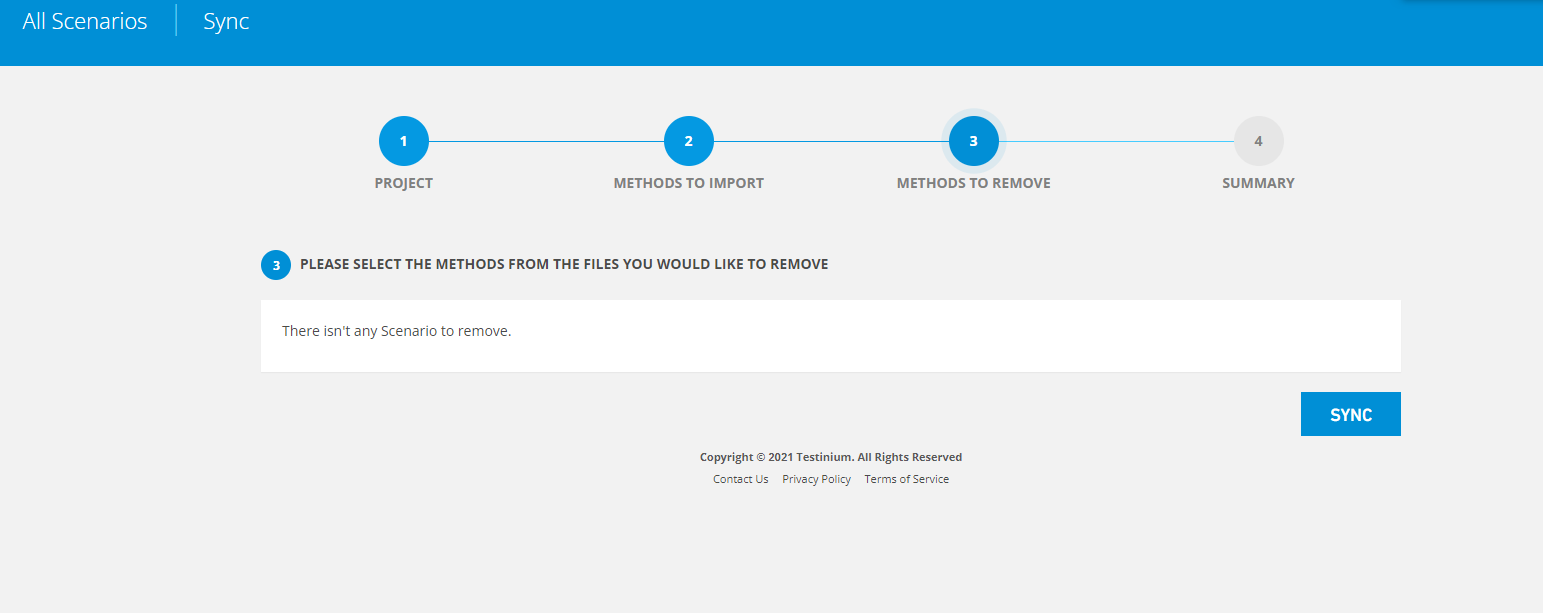 All Scenarios
Sync
1
2
3
4
PROJECT
METHODS TO IMPORT
METHODS TO REMOVE
SUMMARY
3 PLEASE SELECT THE METHODS FROM THE FILES YOU WOULD LIKE TO REMOVE
There isn't any Scenario to remove.
SYNC
Copyright © 2021 Testinium. All Rights Reserved
Contact Us Privacy Policy Terms of Service